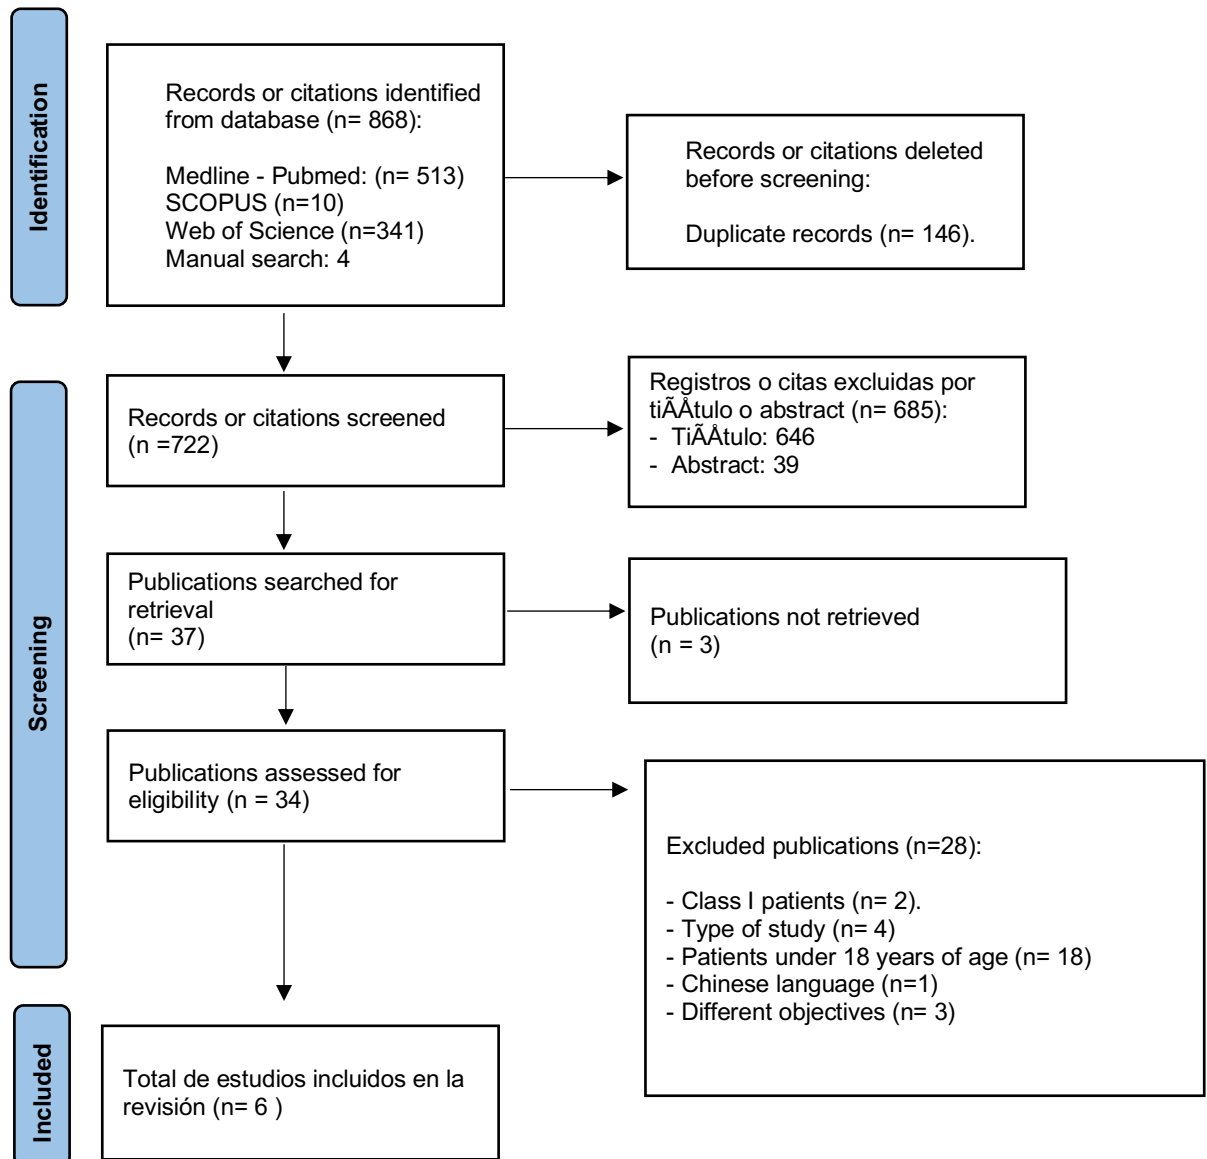 Identification
Records or citations identified
from database (n= 868):
Medline - Pubmed: (n= 513)
SCOPUS (n=10)
Web of Science (n=341)
Manual search: 4
Records or citations deleted
before screening:
Duplicate records (n= 146).
Screening
Records or citations screened
(n =722)
Registros o citas excluidas por
tiÃÅtulo o abstract (n= 685):
- TiÃÅtulo: 646
- Abstract: 39
Publications searched for
retrieval
(n= 37)
Publications not retrieved
(n = 3)
Publications assessed for
eligibility (n = 34)
Excluded publications (n=28):
- Class I patients (n= 2).
- Type of study (n= 4)
- Patients under 18 years of age (n= 18)
- Chinese language (n=1)
- Different objectives (n= 3)
Included
Total de estudios incluidos en la
revisión (n= 6 )